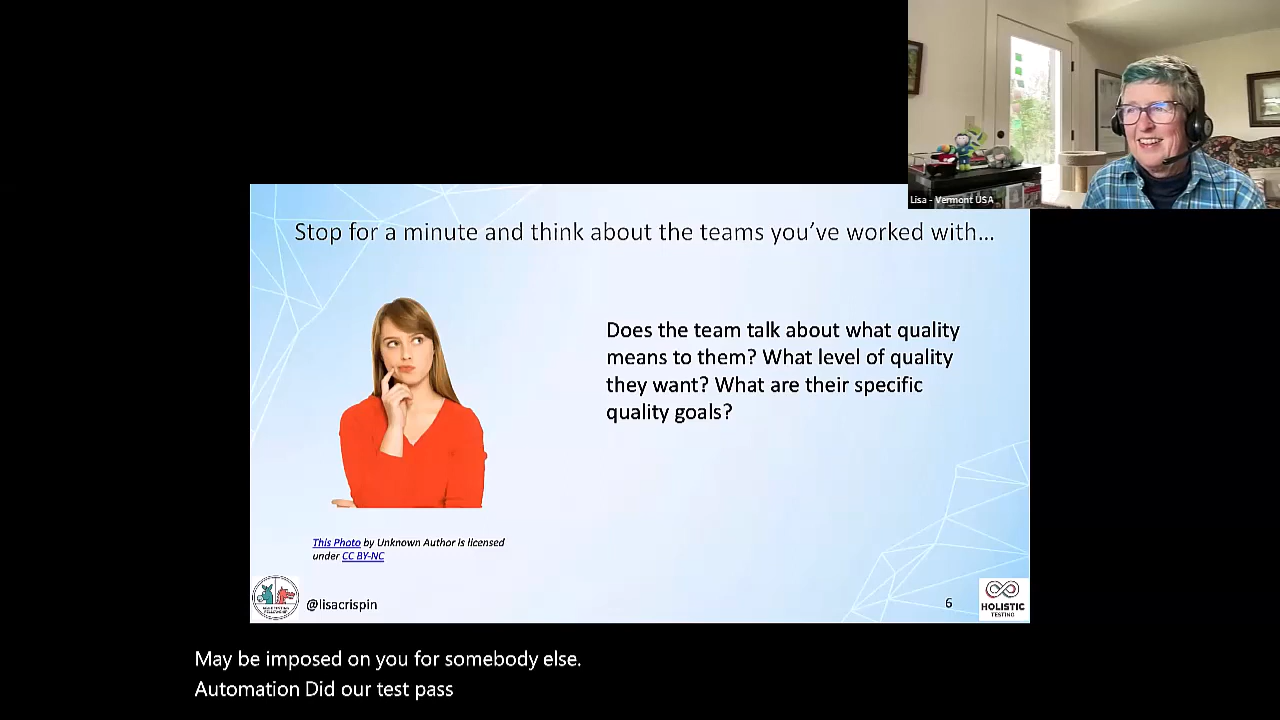 Lisa - Vermont USA
Stop for a minute and think about the teams you've worked with...
Does the team talk about what quality
means to them? What level of quality
they want? What are their specific
quality goals?
This Photo by Unknown Author is licensed
under CC BY-NC
@lisacrispin
6
HOLISTIC
TESTING
May be imposed on you for somebody else.
Automation Did our test pass